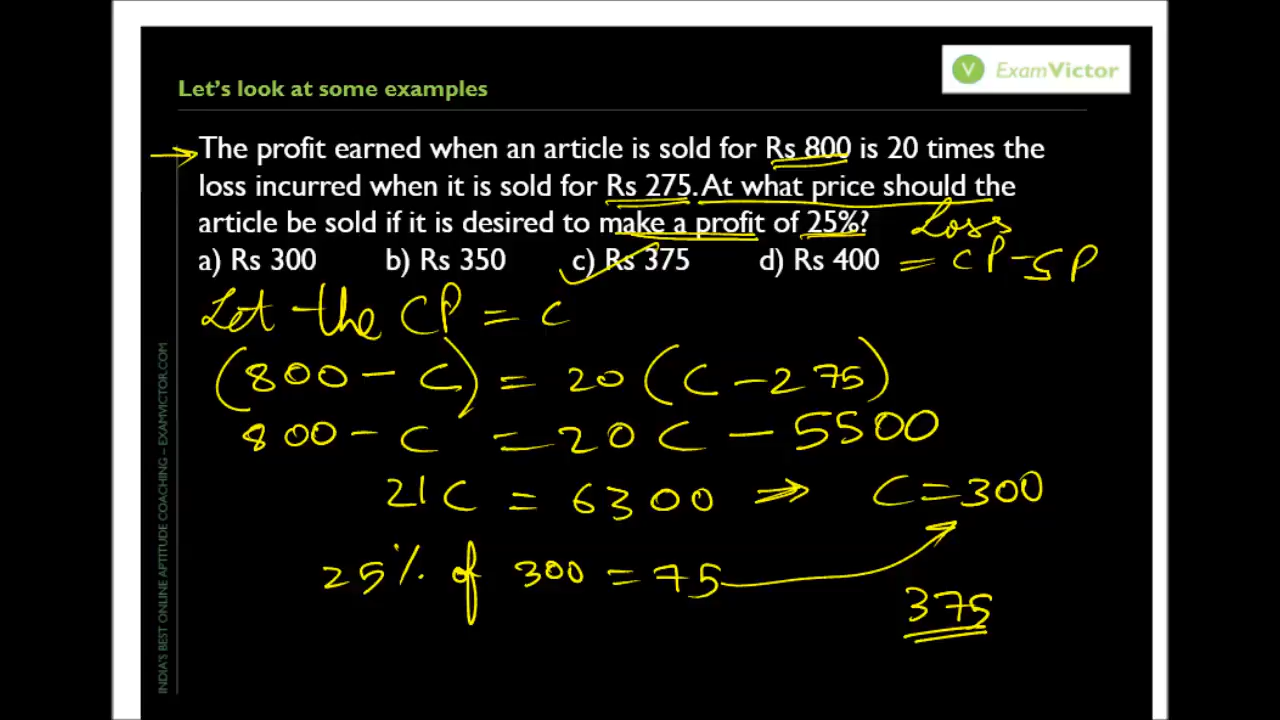 V ExamVictor
Let's look at some examples
The profit earned when an article is sold for Rs 800 is 20 times the
loss incurred when it is sold for Rs 275. At what price should the
article be sold if it is desired to make a profit of 25%?
Loss
a) Rs 300 b) Rs 350 c) Rs 375 d) Rs 400
= CP - SP
Let the CP = C
(800 - C) = 20 (C - 275)
800 - C = 20C - 5500
21C = 6300 ⇒ C = 300
25% of 300 = 75
375
INDIA'S BEST ONLINE APTITUDE COACHING – EXAMVICTOR.COM